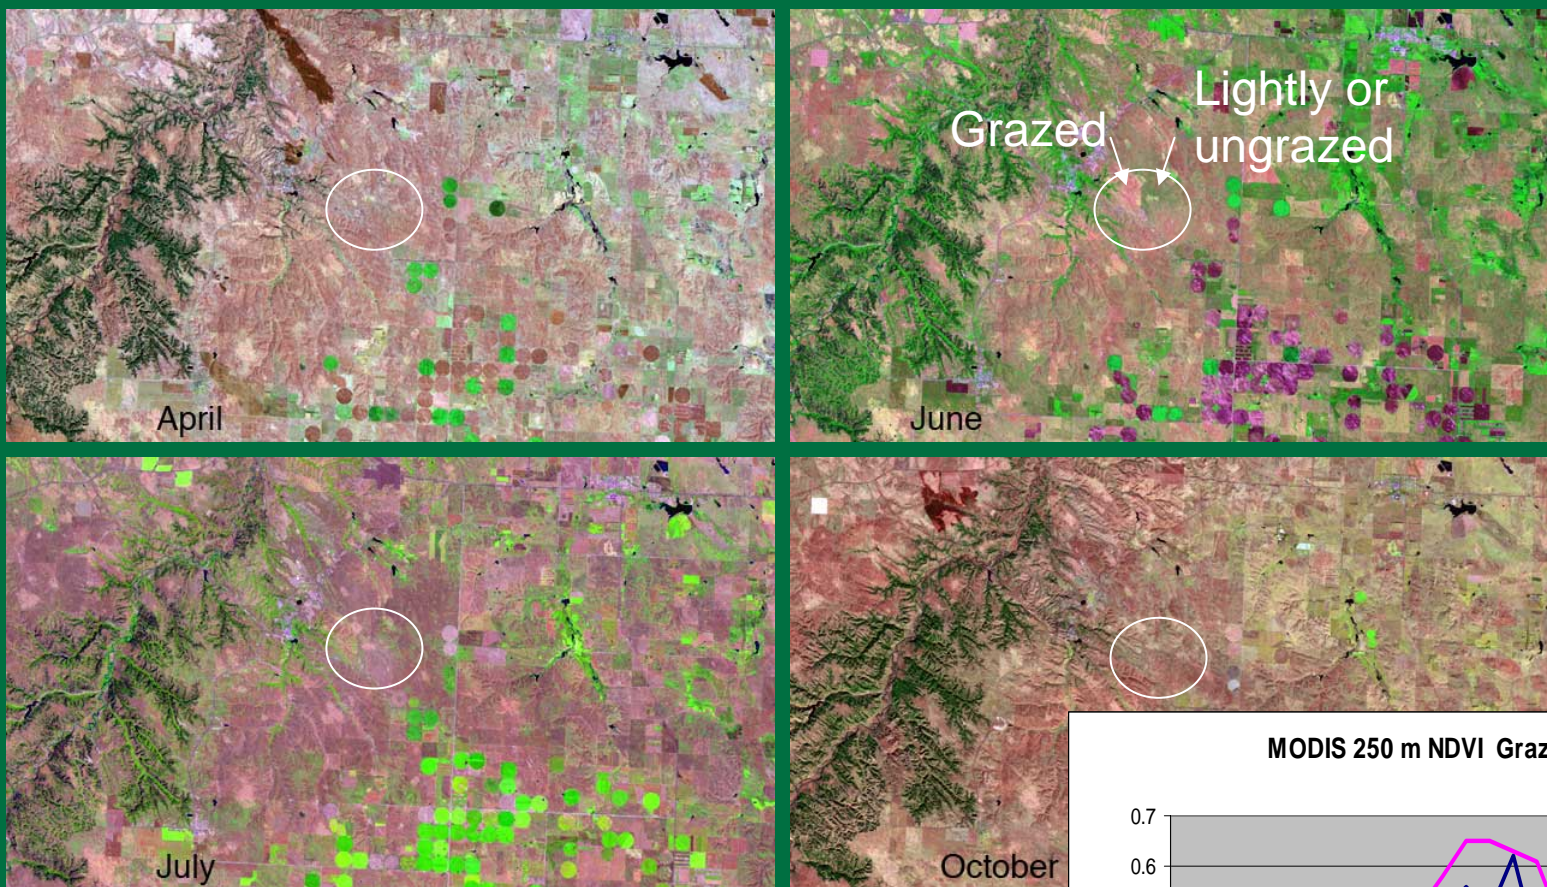 Grazed
Lightly or
ungrazed
April
June
July
October
MODIS 250 m NDVI Graz
0.7
0.6